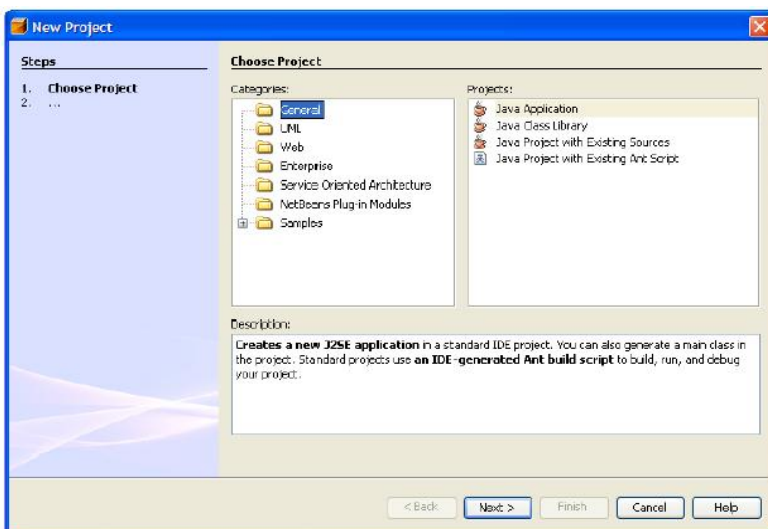 New Project
Steps
1. Choose Project
2. ...
Choose Project
Categories:
General
UML
Web
Enterprise
Service Oriented Architecture
NetBeans Plug-in Modules
Samples
Projects:
Java Application
Java Class Library
Java Project with Existing Sources
Java Project with Existing Ant Script
Description:
Creates a new J2SE application in a standard IDE project. You can also generate a main class in
the project. Standard projects use an IDE-generated Ant build script to build, run, and debug
your project.
< Back
Next >
Finish
Cancel
Help